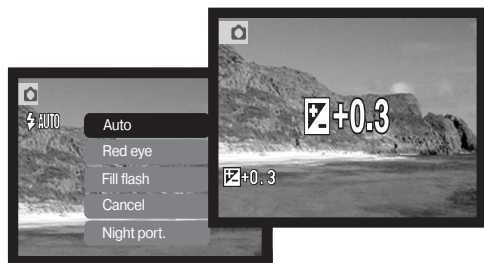 AUTO
Auto
Red eye
Fill flash
Cancel
Night port.
+0.3
+0.3